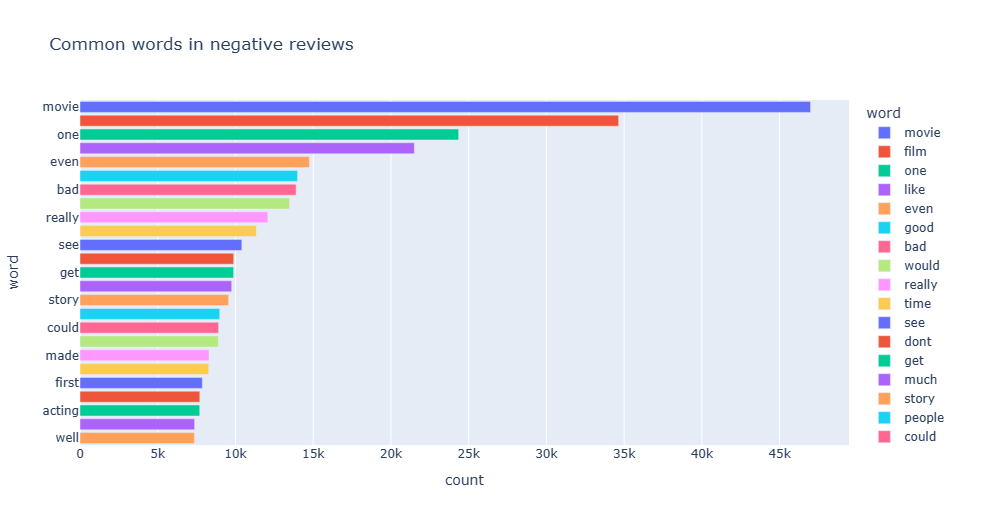 Common words in negative reviews
word
movie
one
even
bad
really
see
get
story
could
made
first
acting
well
0 5k 10k 15k 20k 25k 30k 35k 40k 45k
count
word
movie
film
one
like
even
good
bad
would
really
time
see
dont
get
much
story
people
could